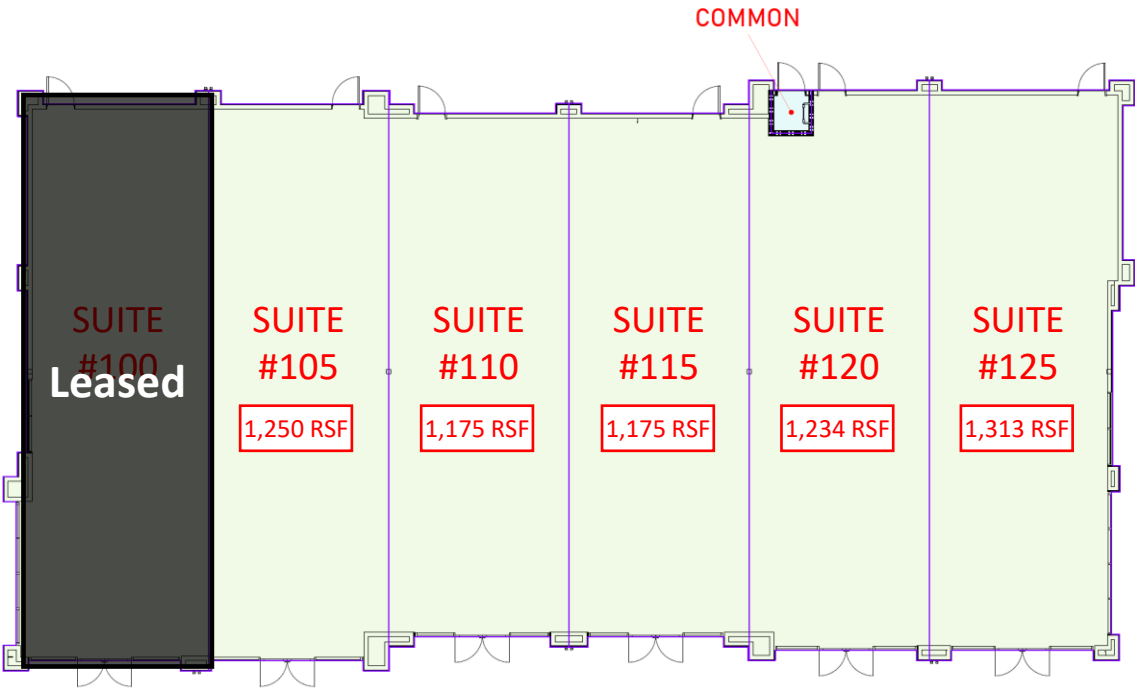 COMMON
SUITE
#100
Leased
SUITE
#105
1,250 RSF
SUITE
#110
1,175 RSF
SUITE
#115
1,175 RSF
SUITE
#120
1,234 RSF
SUITE
#125
1,313 RSF